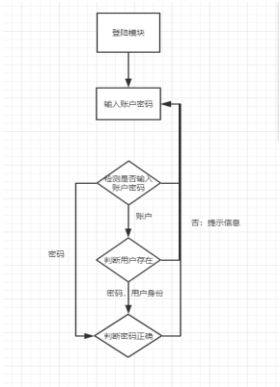 登陆模块
输入账户密码
检测是否输入
账户密码
账户
否：提示信息
密码
判断用户存在
密码，用户身份
判断密码正确